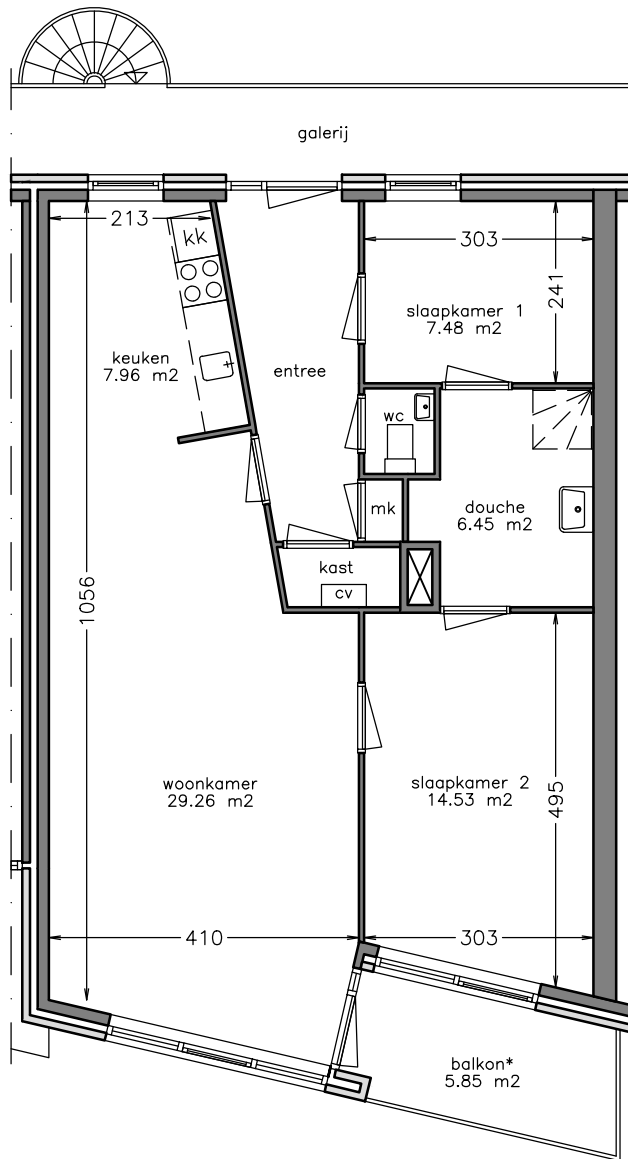 galerij
213
kk
303
241
slaapkamer 1
7.48 m2
keuken
7.96 m2
entree
wc
mk
douche
6.45 m2
kast
cv
1056
woonkamer
29.26 m2
slaapkamer 2
14.53 m2
495
410
303
balkon*
5.85 m2